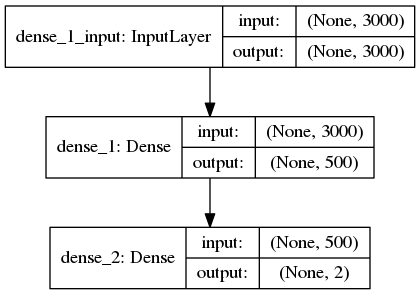 dense_1_input: InputLayer
input: (None, 3000)
output: (None, 3000)
dense_1: Dense
input: (None, 3000)
output: (None, 500)
dense_2: Dense
input: (None, 500)
output: (None, 2)